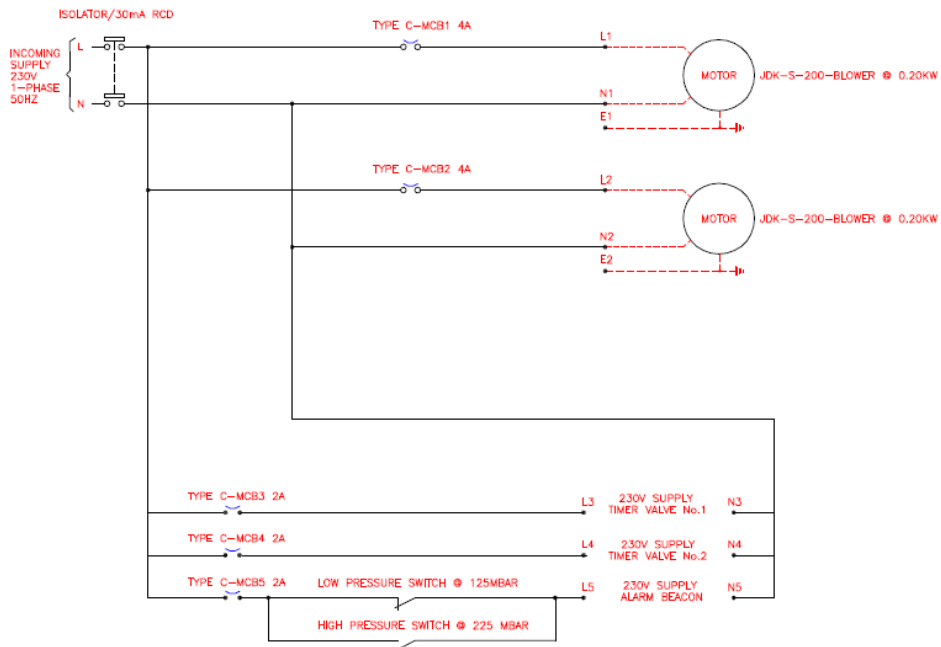 ISOLATOR/30mA RCD
TYPE C-MCB1 4A
L1
L
INCOMING
SUPPLY
230V
1-PHASE
50HZ
N
MOTOR
JDK-S-200-BLOWER @ 0.20KW
N1
E1
TYPE C-MCB2 4A
L2
MOTOR
JDK-S-200-BLOWER @ 0.20KW
N2
E2
TYPE C-MCB3 2A
L3
230V SUPPLY
TIMER VALVE No.1
N3
TYPE C-MCB4 2A
L4
230V SUPPLY
TIMER VALVE No.2
N4
TYPE C-MCB5 2A
LOW PRESSURE SWITCH @ 125MBAR
L5
230V SUPPLY
ALARM BEACON
N5
HIGH PRESSURE SWITCH @ 225 MBAR